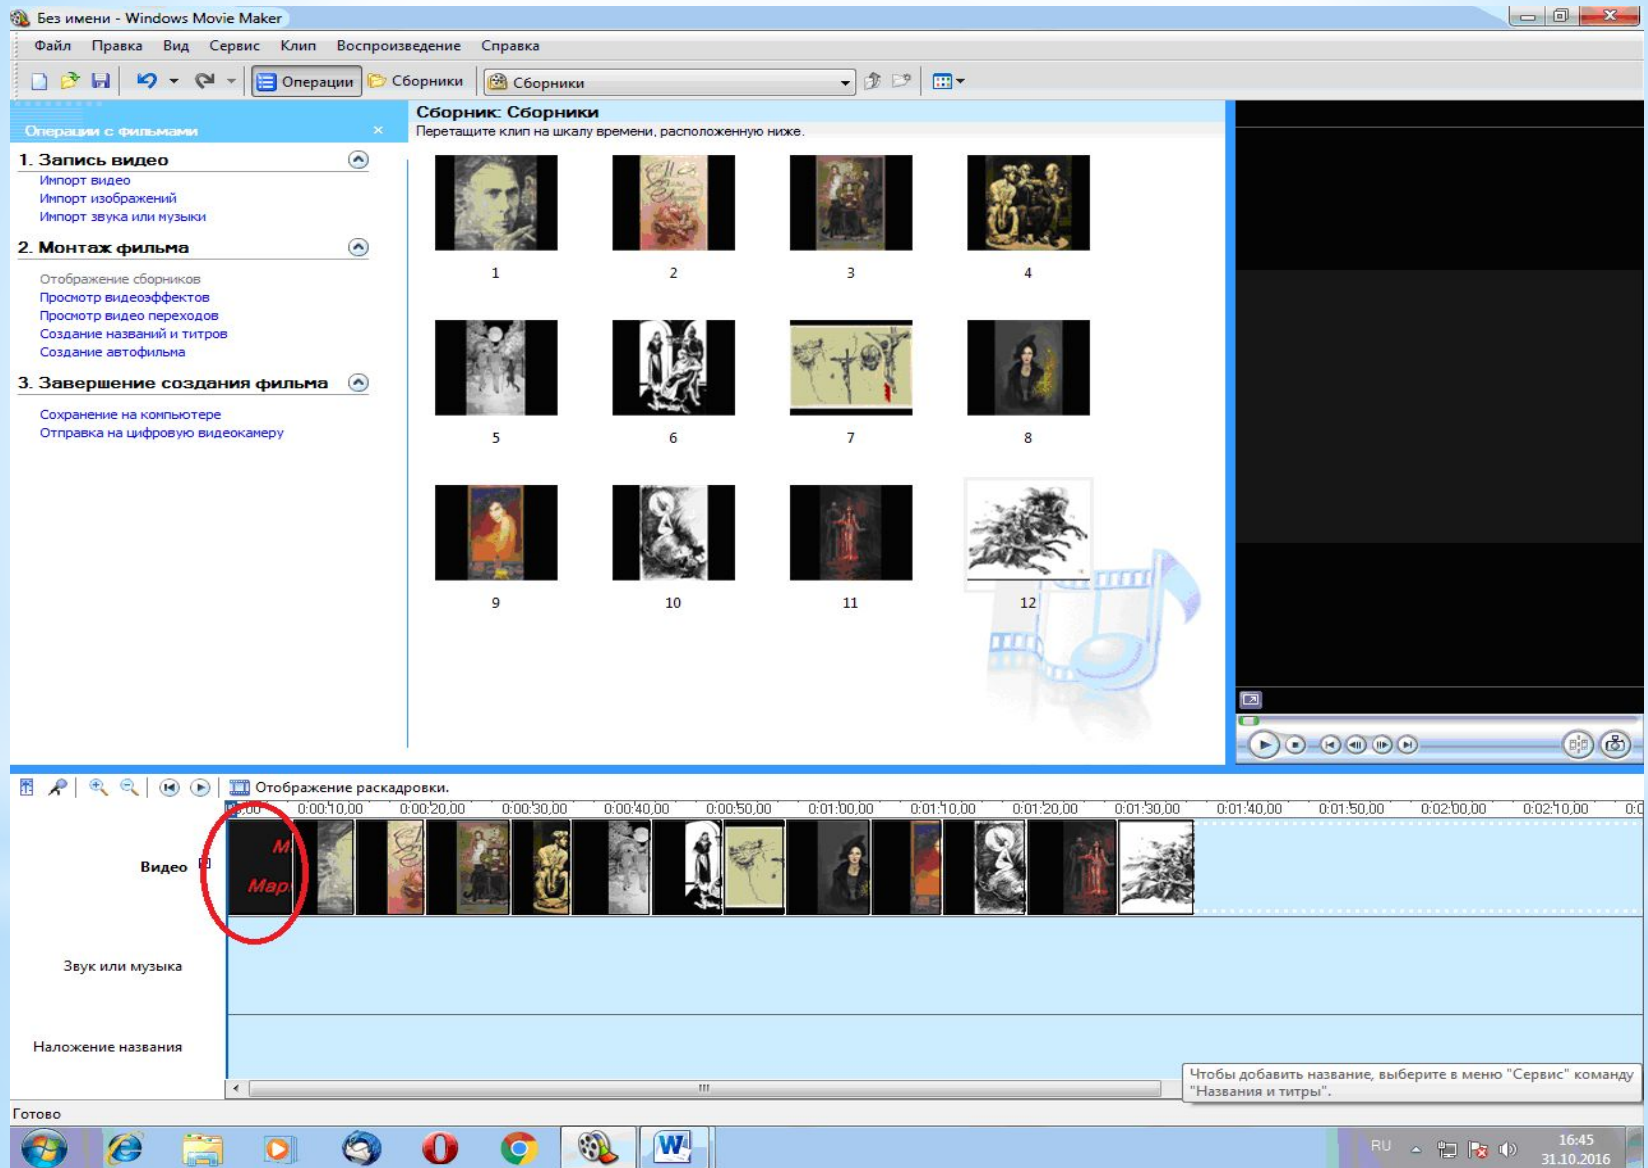 Без имени - Windows Movie Maker
Файл Правка Вид Сервис Клип Воспроизведение Справка
Операции Сборники Сборники
Операции с фильмами
1. Запись видео
Импорт видео
Импорт изображений
Импорт звука или музыки
2. Монтаж фильма
Отображение сборников
Просмотр видеоэффектов
Просмотр видео переходов
Создание названий и титров
Создание автофильма
3. Завершение создания фильма
Сохранение на компьютере
Отправка на цифровую видеокамеру
Сборник: Сборники
Перетащите клип на шкалу времени, расположенную ниже.
1 2 3 4
5 6 7 8
9 10 11 12
Отображение раскадровки.
0:00:10,00 0:00:20,00 0:00:30,00 0:00:40,00 0:00:50,00 0:01:00,00 0:01:10,00 0:01:20,00 0:01:30,00 0:01:40,00 0:01:50,00 0:02:00,00 0:02:10,00
Видео
М
Мар
Звук или музыка
Наложение названия
Чтобы добавить название, выберите в меню "Сервис" команду
"Названия и титры".
Готово
RU
16:45
31.10.2016